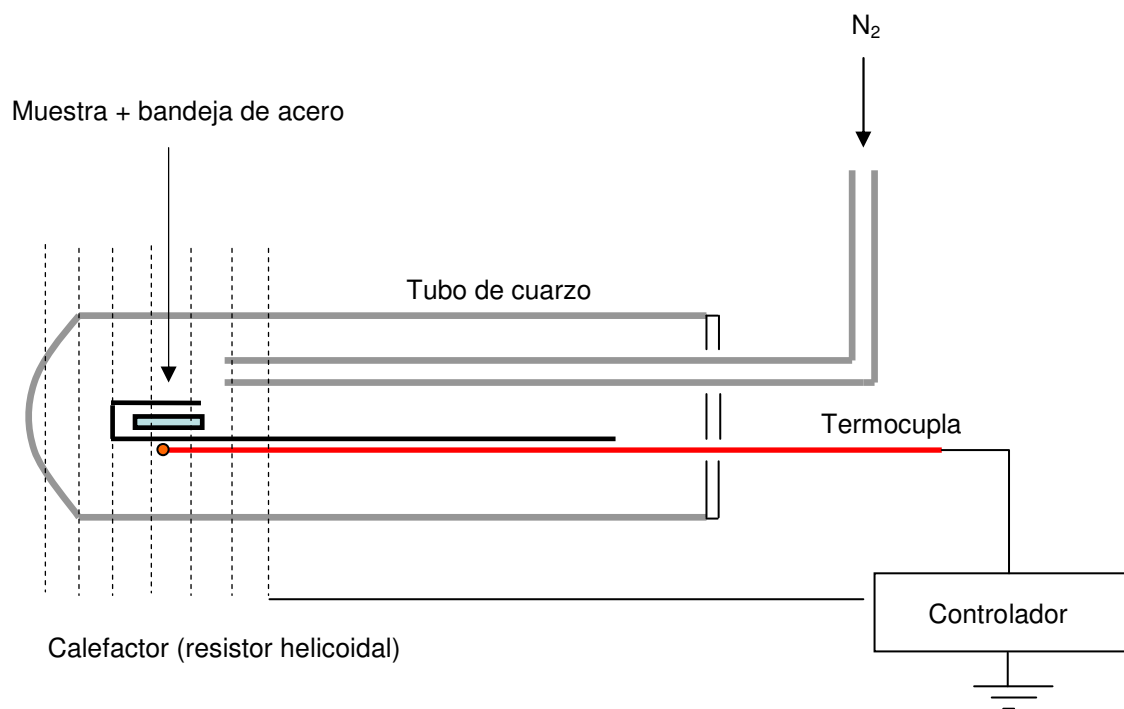 N₂
Muestra + bandeja de acero
Tubo de cuarzo
Termocupla
Controlador
Calefactor (resistor helicoidal)